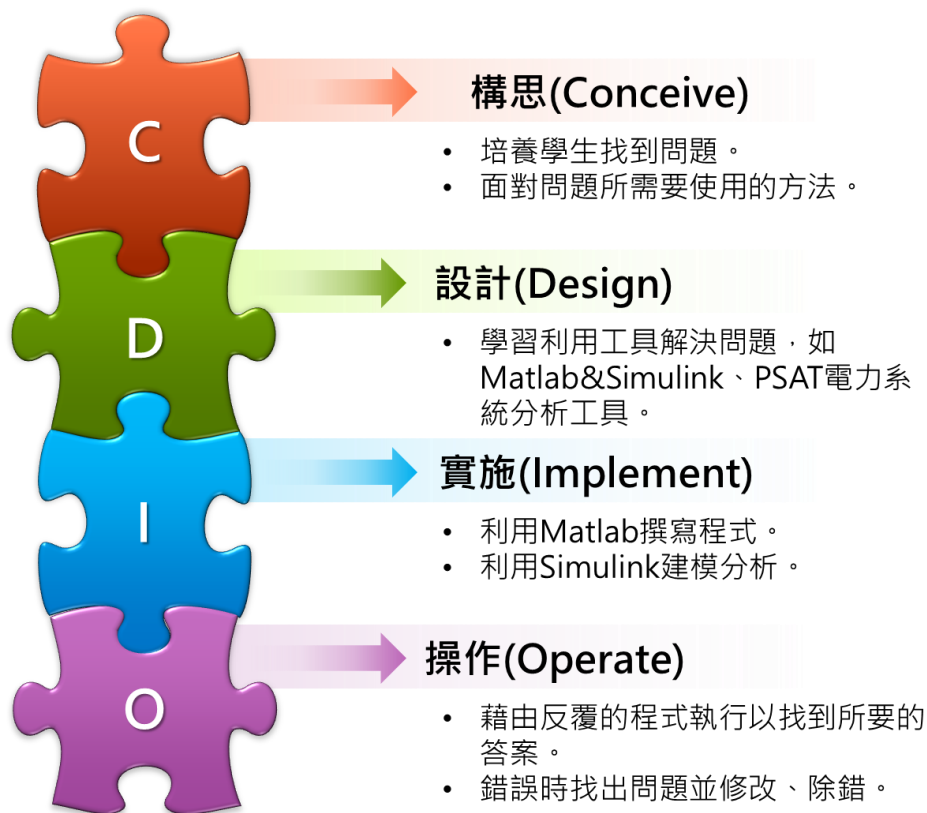 C
構思(Conceive)
• 培養學生找到問題。
• 面對問題所需要使用的方法。
D
設計(Design)
• 學習利用工具解決問題，如
Matlab&Simulink、PSAT電力系
統分析工具。
I
實施(Implement)
• 利用Matlab撰寫程式。
• 利用Simulink建模分析。
O
操作(Operate)
• 藉由反覆的程式執行以找到所要的
答案。
• 錯誤時找出問題並修改、除錯。